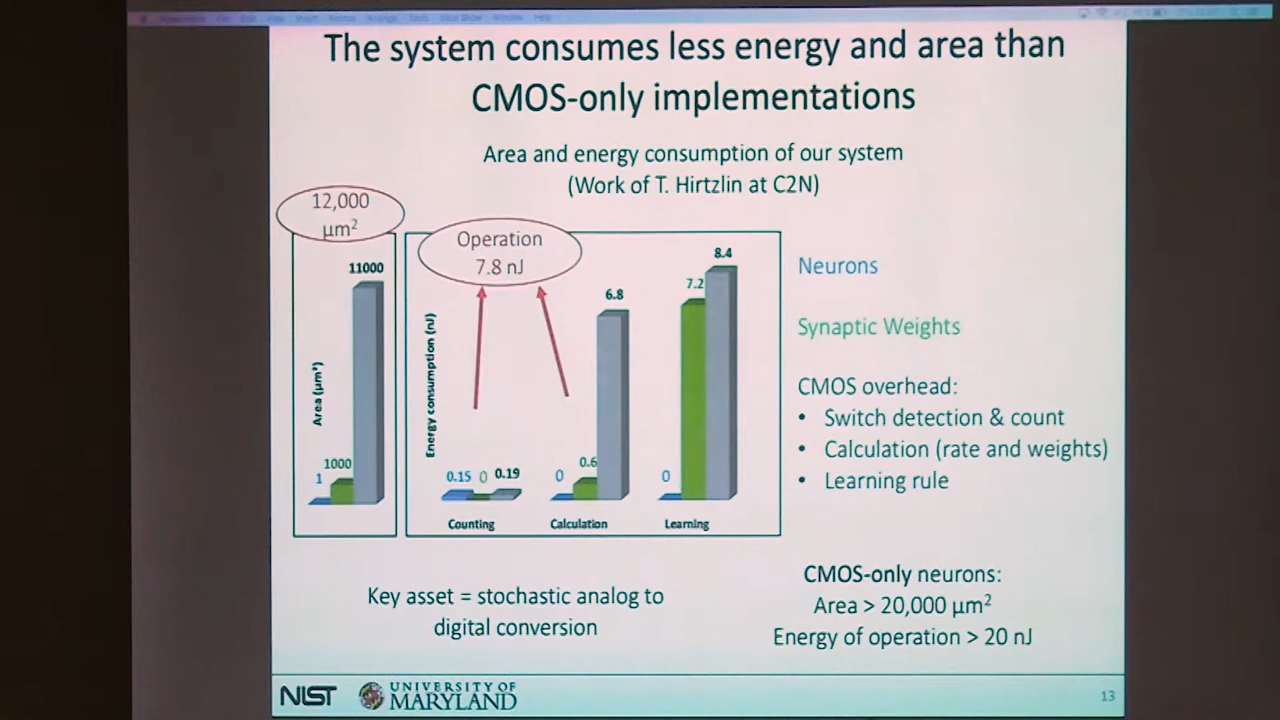 The system consumes less energy and area than
CMOS-only implementations
Area and energy consumption of our system
(Work of T. Hirtzlin at C2N)
12,000
µm²
Operation
7.8 nJ
Area (µm²)
1
1000
11000
Energy consumption (nJ)
0.15
0
0.19
0
0.6
6.8
0
7.2
8.4
Counting
Calculation
Learning
Neurons
Synaptic Weights
CMOS overhead:
• Switch detection & count
• Calculation (rate and weights)
• Learning rule
Key asset = stochastic analog to
digital conversion
CMOS-only neurons:
Area > 20,000 µm²
Energy of operation > 20 nJ
NIST
UNIVERSITY OF
MARYLAND
13